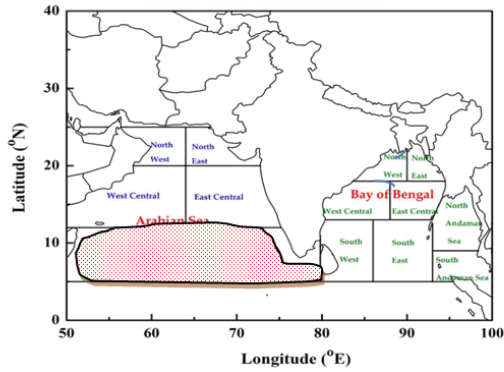 40
30
20
10
0
Latitude (⁰N)
North
West
North
East
West Central
East Central
Arabian Sea
North
West
North
East
Bay of Bengal
West Central
East Central
North
Andaman
Sea
South
West
South
East
South
Andaman Sea
50
60
70
80
90
100
Longitude (⁰E)